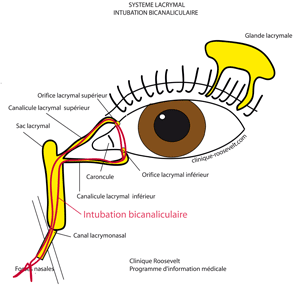 SYSTEME LACRYMAL
INTUBATION BICANALICULAIRE
Glande lacrymale
Orifice lacrymal supérieur
Canalicule lacrymal supérieur
Sac lacrymal
clinique-roosevelt.com
Caroncule
Orifice lacrymal inférieur
Canalicule lacrymal inférieur
Intubation bicanaliculaire
Canal lacrymonasal
Fosses nasales
Clinique Roosevelt
Programme d'information médicale